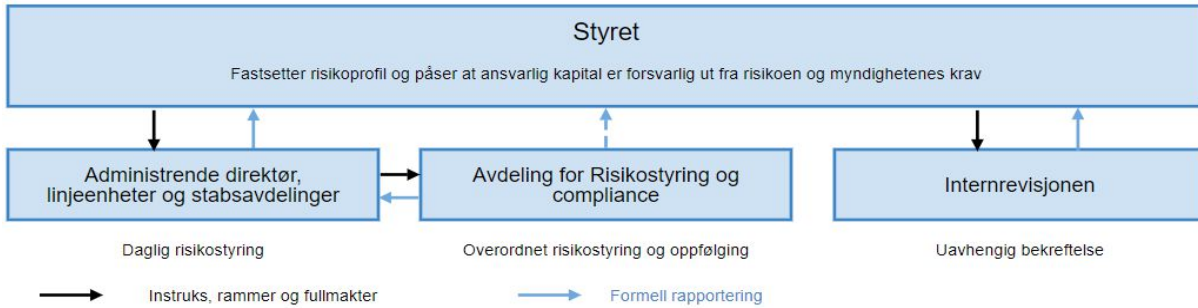 Styret
Fastsetter risikoprofil og påser at ansvarlig kapital er forsvarlig ut fra risikoen og myndighetenes krav
Administrende direktør,
linjeenheter og stabsavdelinger
Avdeling for Risikostyring og
compliance
Internrevisjonen
Daglig risikostyring
Overordnet risikostyring og oppfølging
Uavhengig bekreftelse
Instruks, rammer og fullmakter
Formell rapportering